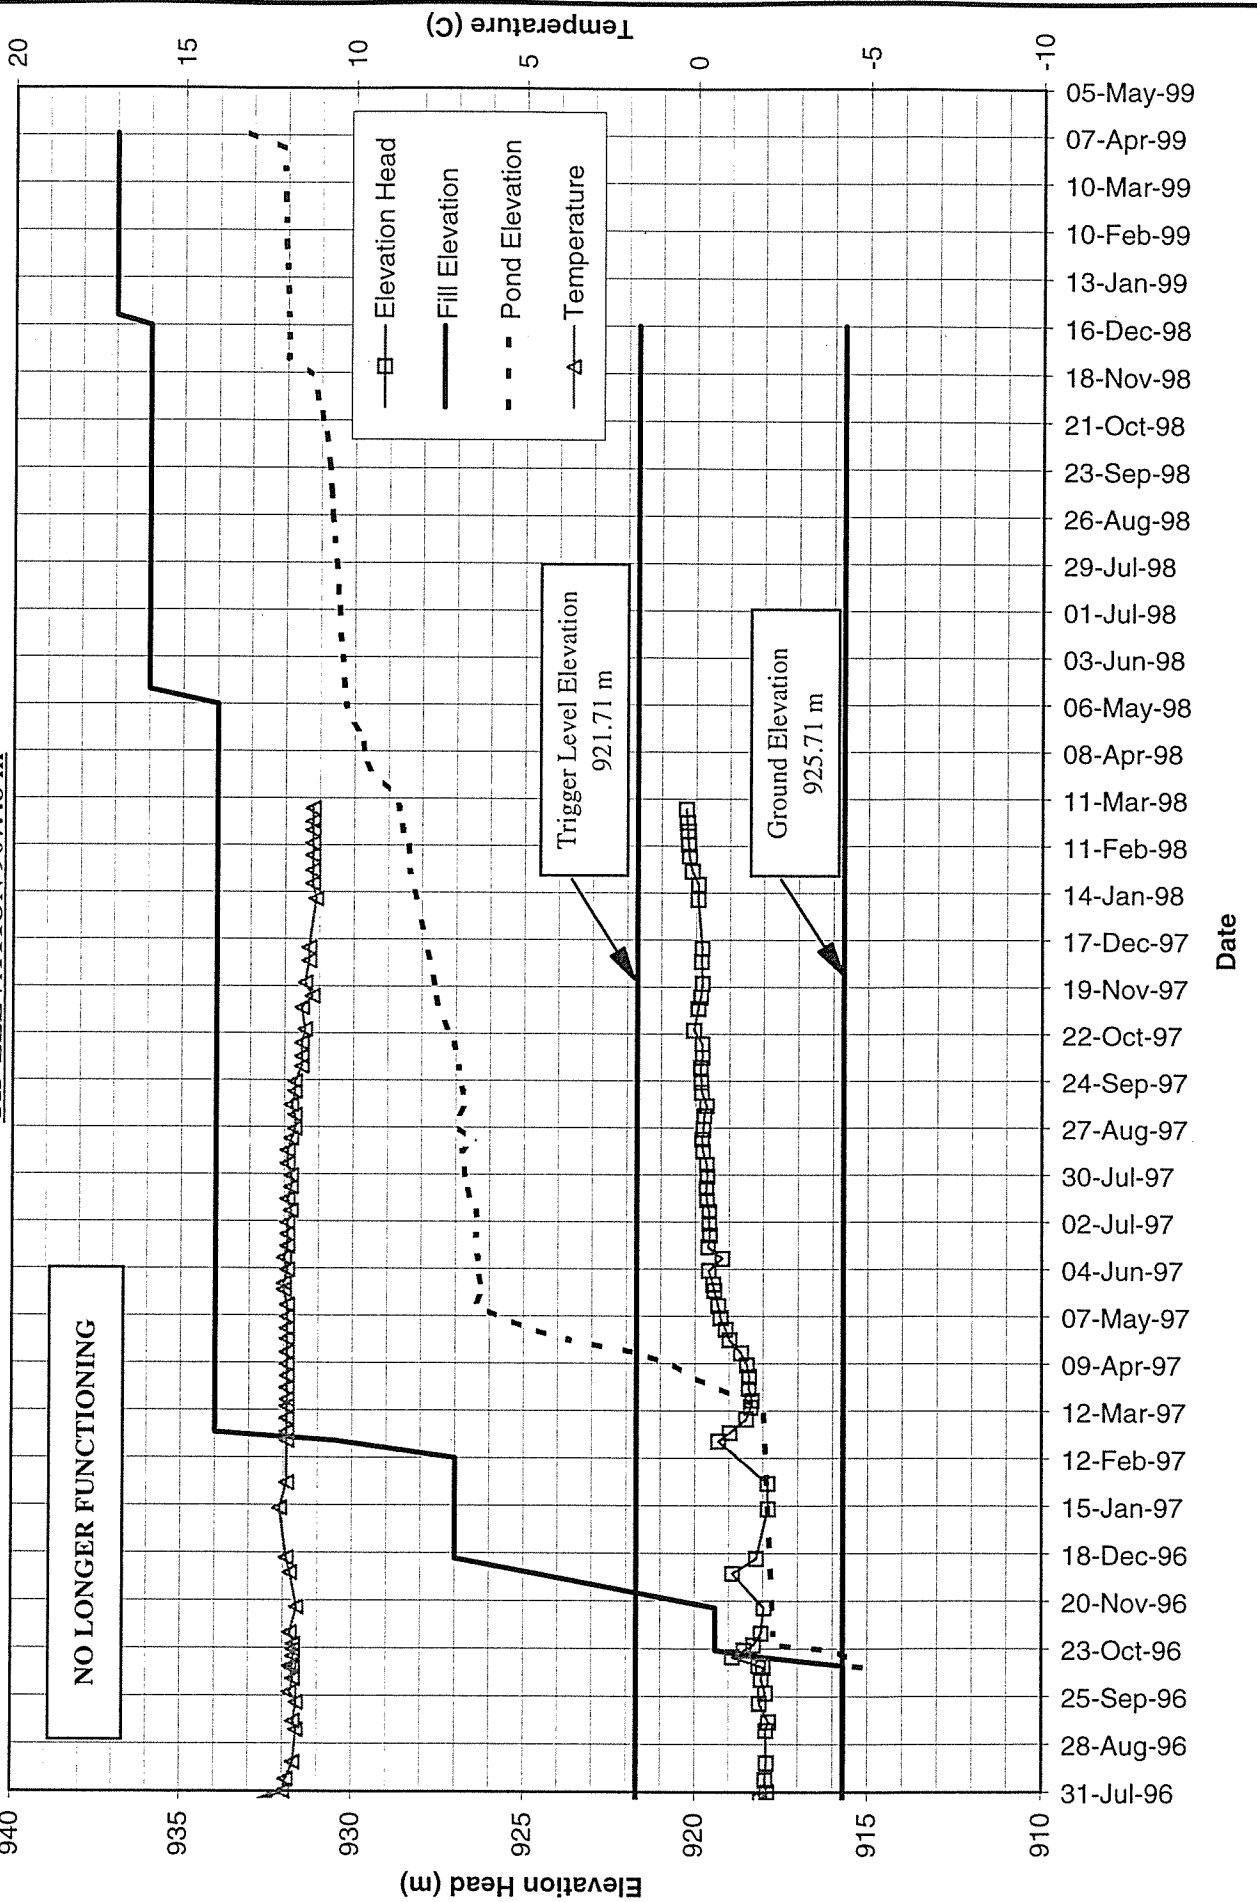 NO LONGER FUNCTIONING
Elevation Head (m)
940
935
930
925
920
915
910
Temperature (C)
20
15
10
5
0
-5
-10
Elevation Head
Fill Elevation
Pond Elevation
Temperature
Trigger Level Elevation
921.71 m
Ground Elevation
925.71 m
31-Jul-96
28-Aug-96
25-Sep-96
23-Oct-96
20-Nov-96
18-Dec-96
15-Jan-97
12-Feb-97
12-Mar-97
09-Apr-97
07-May-97
04-Jun-97
02-Jul-97
30-Jul-97
27-Aug-97
24-Sep-97
22-Oct-97
19-Nov-97
17-Dec-97
14-Jan-98
11-Feb-98
11-Mar-98
08-Apr-98
06-May-98
03-Jun-98
01-Jul-98
29-Jul-98
26-Aug-98
23-Sep-98
21-Oct-98
18-Nov-98
16-Dec-98
13-Jan-99
10-Feb-99
10-Mar-99
07-Apr-99
05-May-99
Date